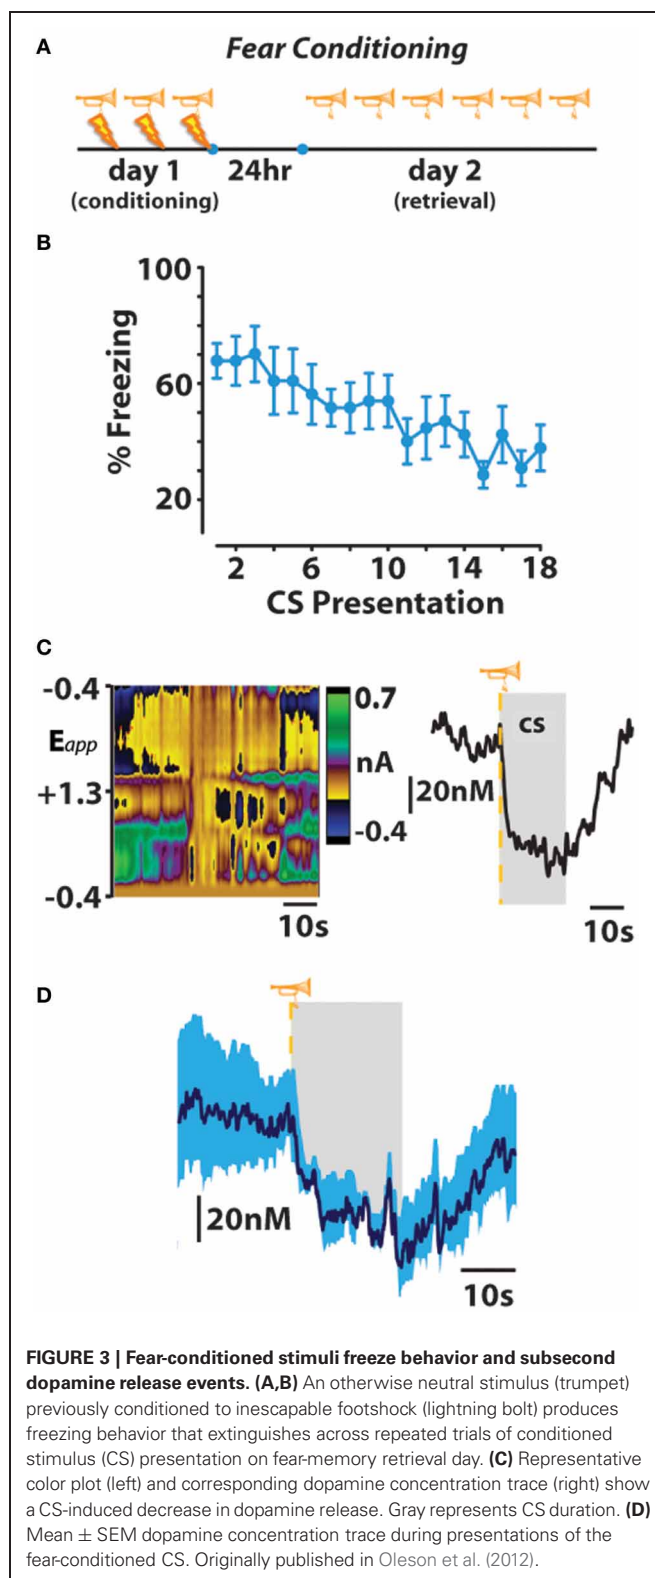 A
Fear Conditioning
day 1
(conditioning)
24hr
day 2
(retrieval)
B
100
60
20
% Freezing
2 6 10 14 18
CS Presentation
C
-0.4
Eapp
+1.3
-0.4
0.7
nA
-0.4
10s
CS
20nM
10s
D
20nM
10s
FIGURE 3 | Fear-conditioned stimuli freeze behavior and subsecond
dopamine release events. (A,B) An otherwise neutral stimulus (trumpet)
previously conditioned to inescapable footshock (lightning bolt) produces
freezing behavior that extinguishes across repeated trials of conditioned
stimulus (CS) presentation on fear-memory retrieval day. (C) Representative
color plot (left) and corresponding dopamine concentration trace (right) show
a CS-induced decrease in dopamine release. Gray represents CS duration. (D)
Mean ± SEM dopamine concentration trace during presentations of the
fear-conditioned CS. Originally published in Oleson et al. (2012).